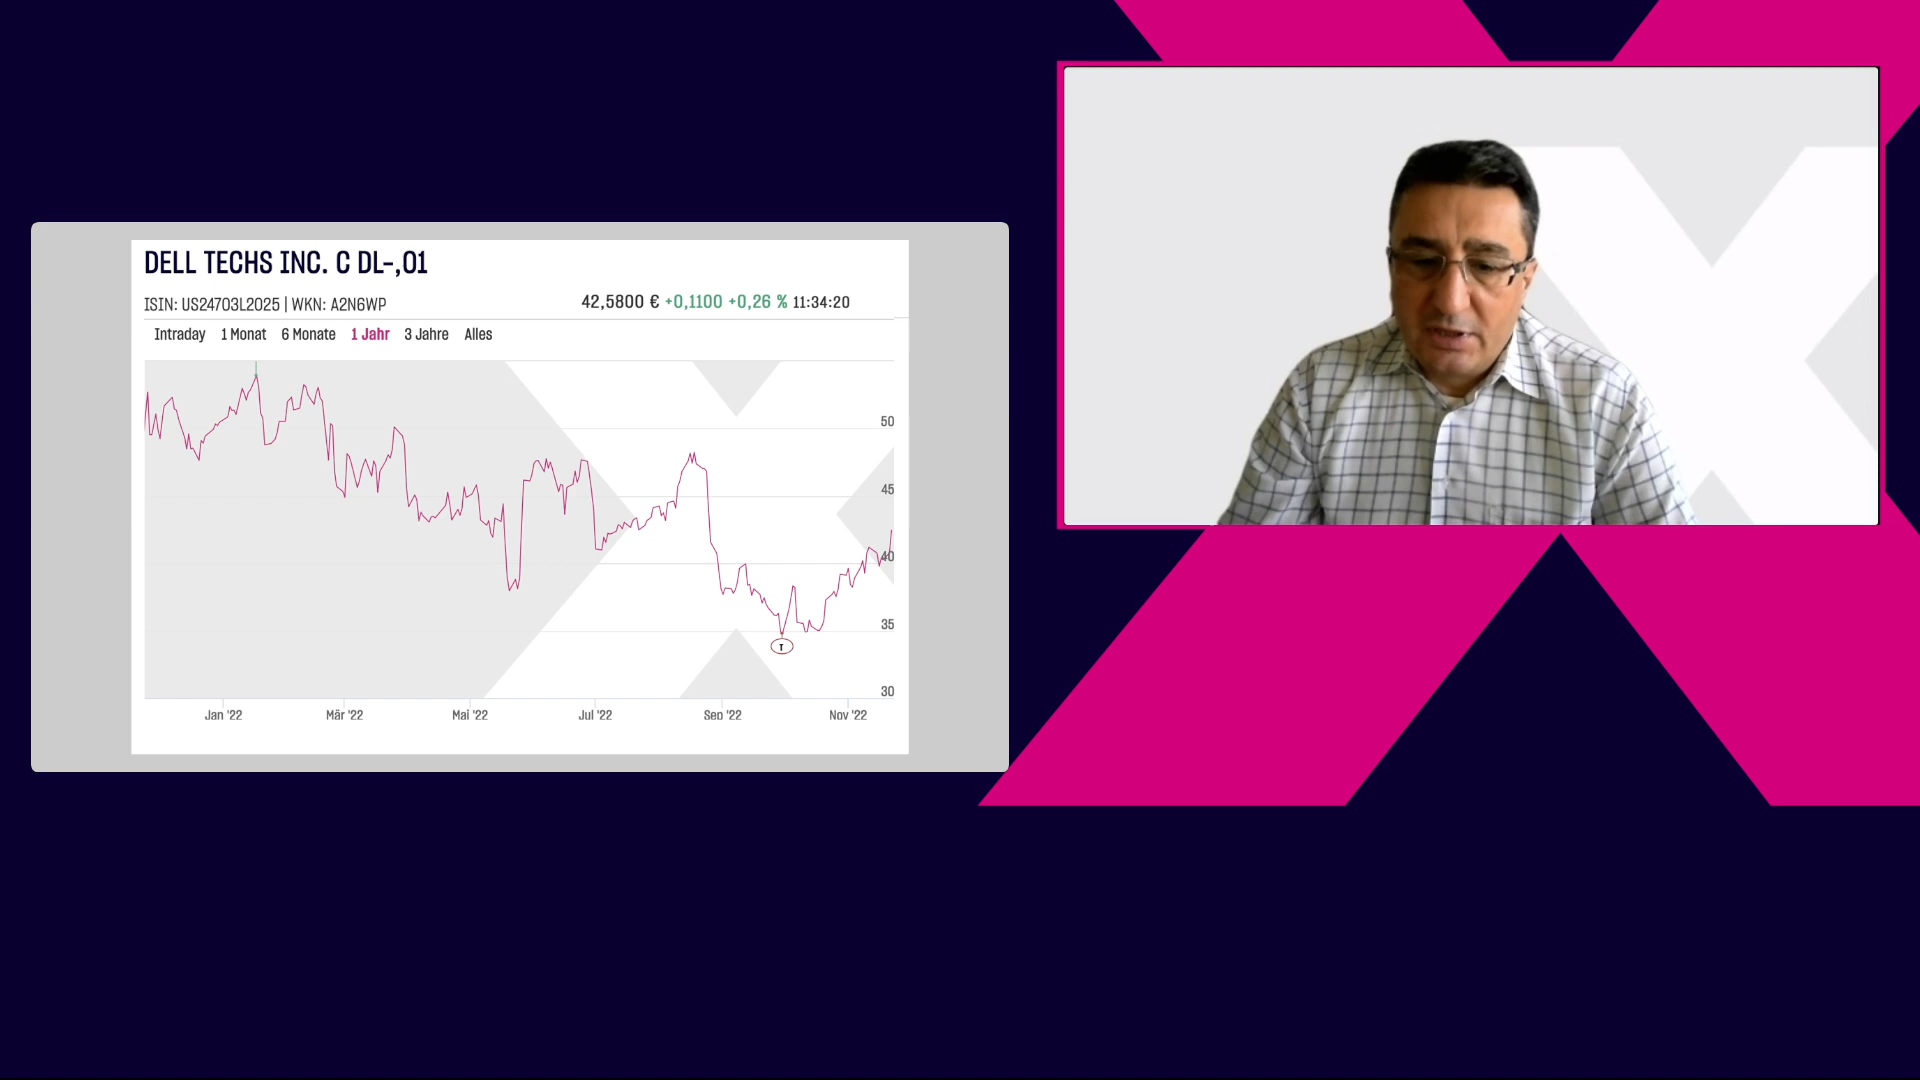 DELL TECHS INC. C DL-,01
ISIN: US24703L2025 | WKN: A2N6WP
42,5800 € +0,1100 +0,26 % 11:34:20
Intraday 1 Monat 6 Monate 1 Jahr 3 Jahre Alles
50
45
40
35
T
30
Jan '22 Mär '22 Mai '22 Jul '22 Sep '22 Nov '22